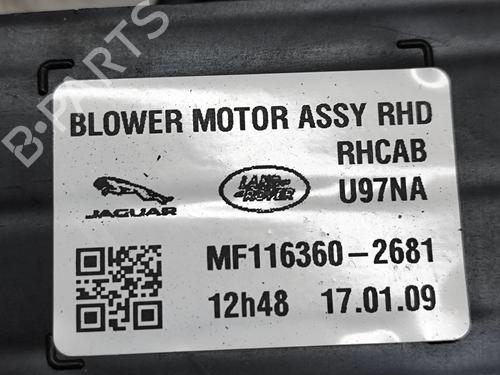 B-PARTS
BLOWER MOTOR ASSY RHD
RHCAB
JAGUAR
LAND ROVER
U97NA
MF116360-2681
12h48 17.01.09